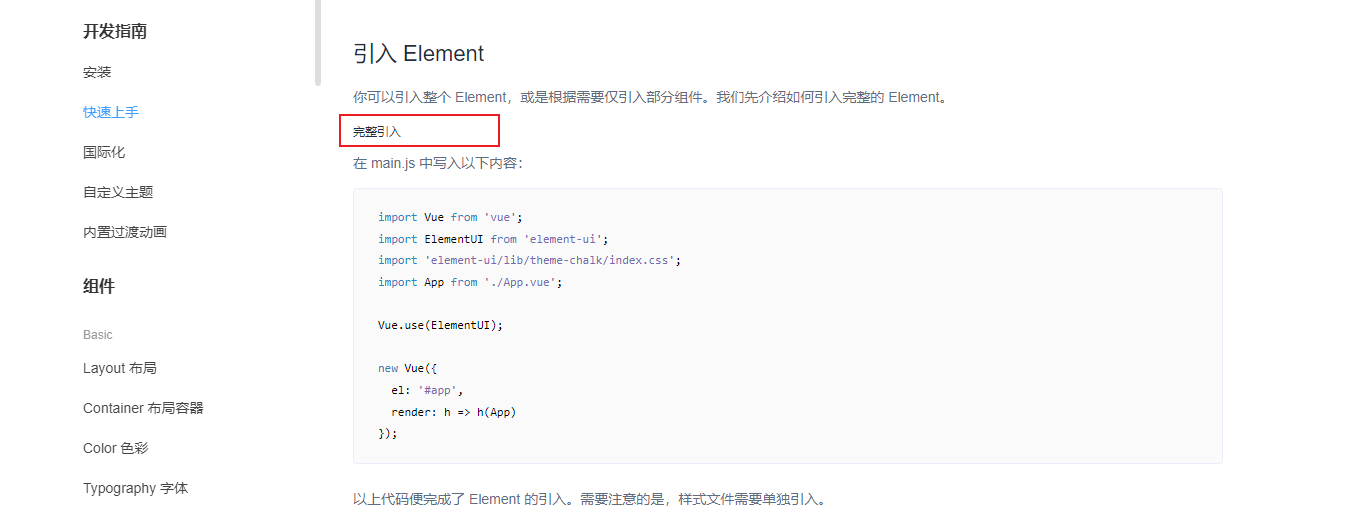 开发指南
安装
快速上手
国际化
自定义主题
内置过渡动画
组件
Basic
Layout 布局
Container 布局容器
Color 色彩
Typography 字体
引入 Element
你可以引入整个 Element，或是根据需要仅引入部分组件。我们先介绍如何引入完整的 Element。
完整引入
在 main.js 中写入以下内容：
import Vue from 'vue';
import ElementUI from 'element-ui';
import 'element-ui/lib/theme-chalk/index.css';
import App from './App.vue';
Vue.use(ElementUI);
new Vue({
  el: '#app',
  render: h => h(App)
});
以上代码便完成了 Element 的引入。需要注意的是，样式文件需要单独引入。